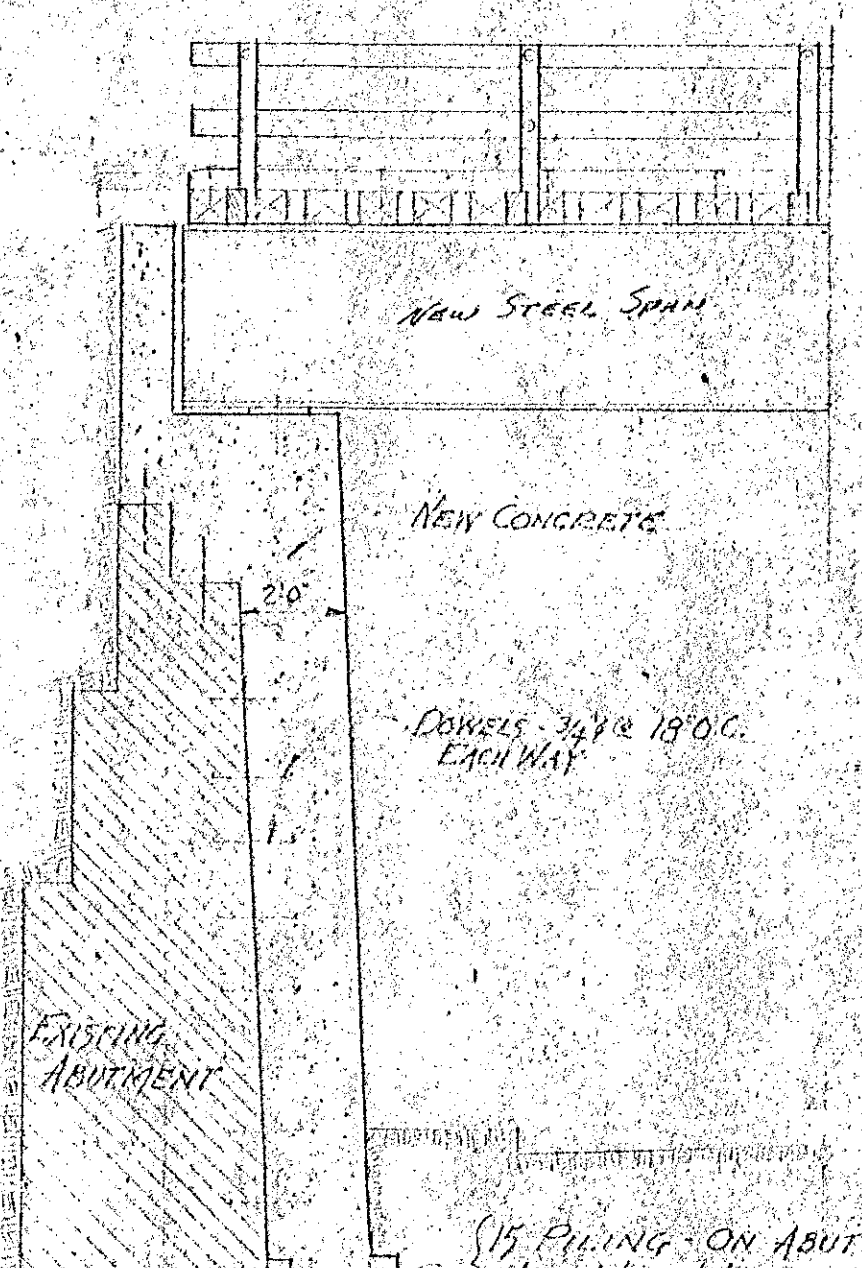 NEW STEEL SPAN
NEW CONCRETE
2'0"
DOWELS - 3/4"φ @ 18" O.C.
EACH WAY
EXISTING
ABUTMENT
15 PILING - ON ABUT